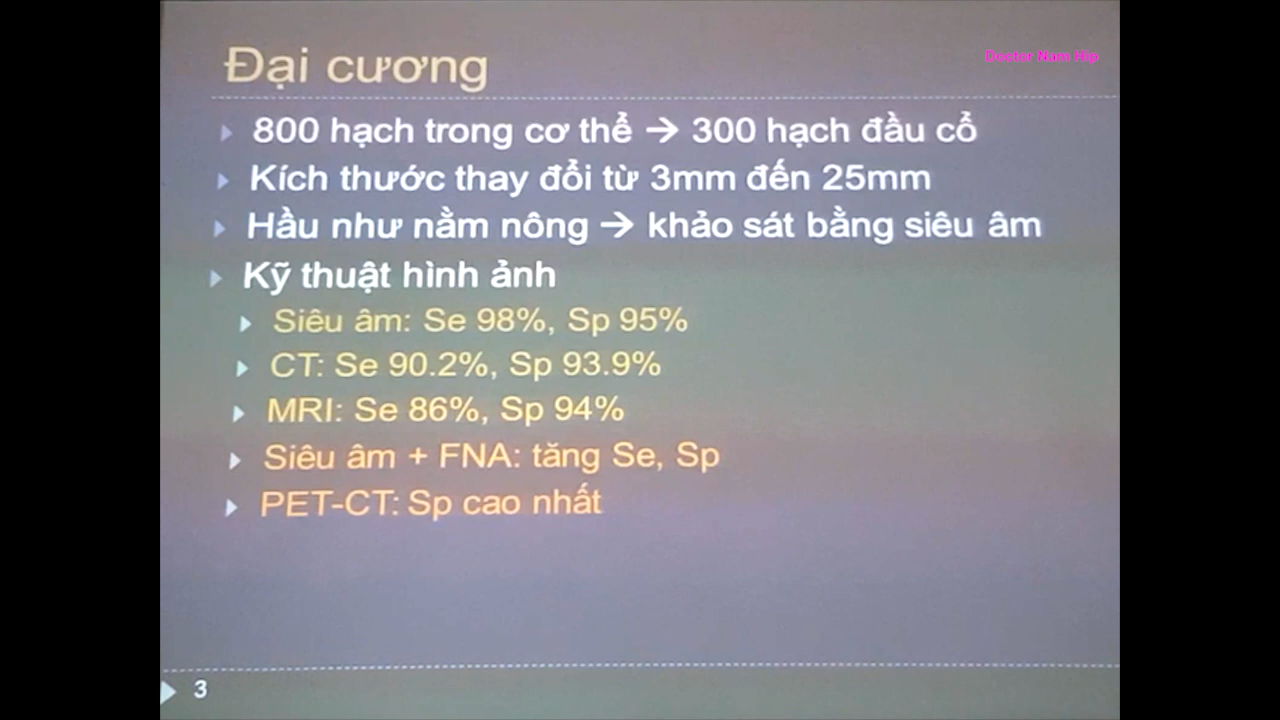 Đại cương
Doctor Num Hip
800 hạch trong cơ thể → 300 hạch đầu cổ
Kích thước thay đổi từ 3mm đến 25mm
Hầu như nằm nông → khảo sát bằng siêu âm
Kỹ thuật hình ảnh
Siêu âm: Se 98%, Sp 95%
CT: Se 90.2%, Sp 93.9%
MRI: Se 86%, Sp 94%
Siêu âm + FNA: tăng Se, Sp
PET-CT: Sp cao nhất
3